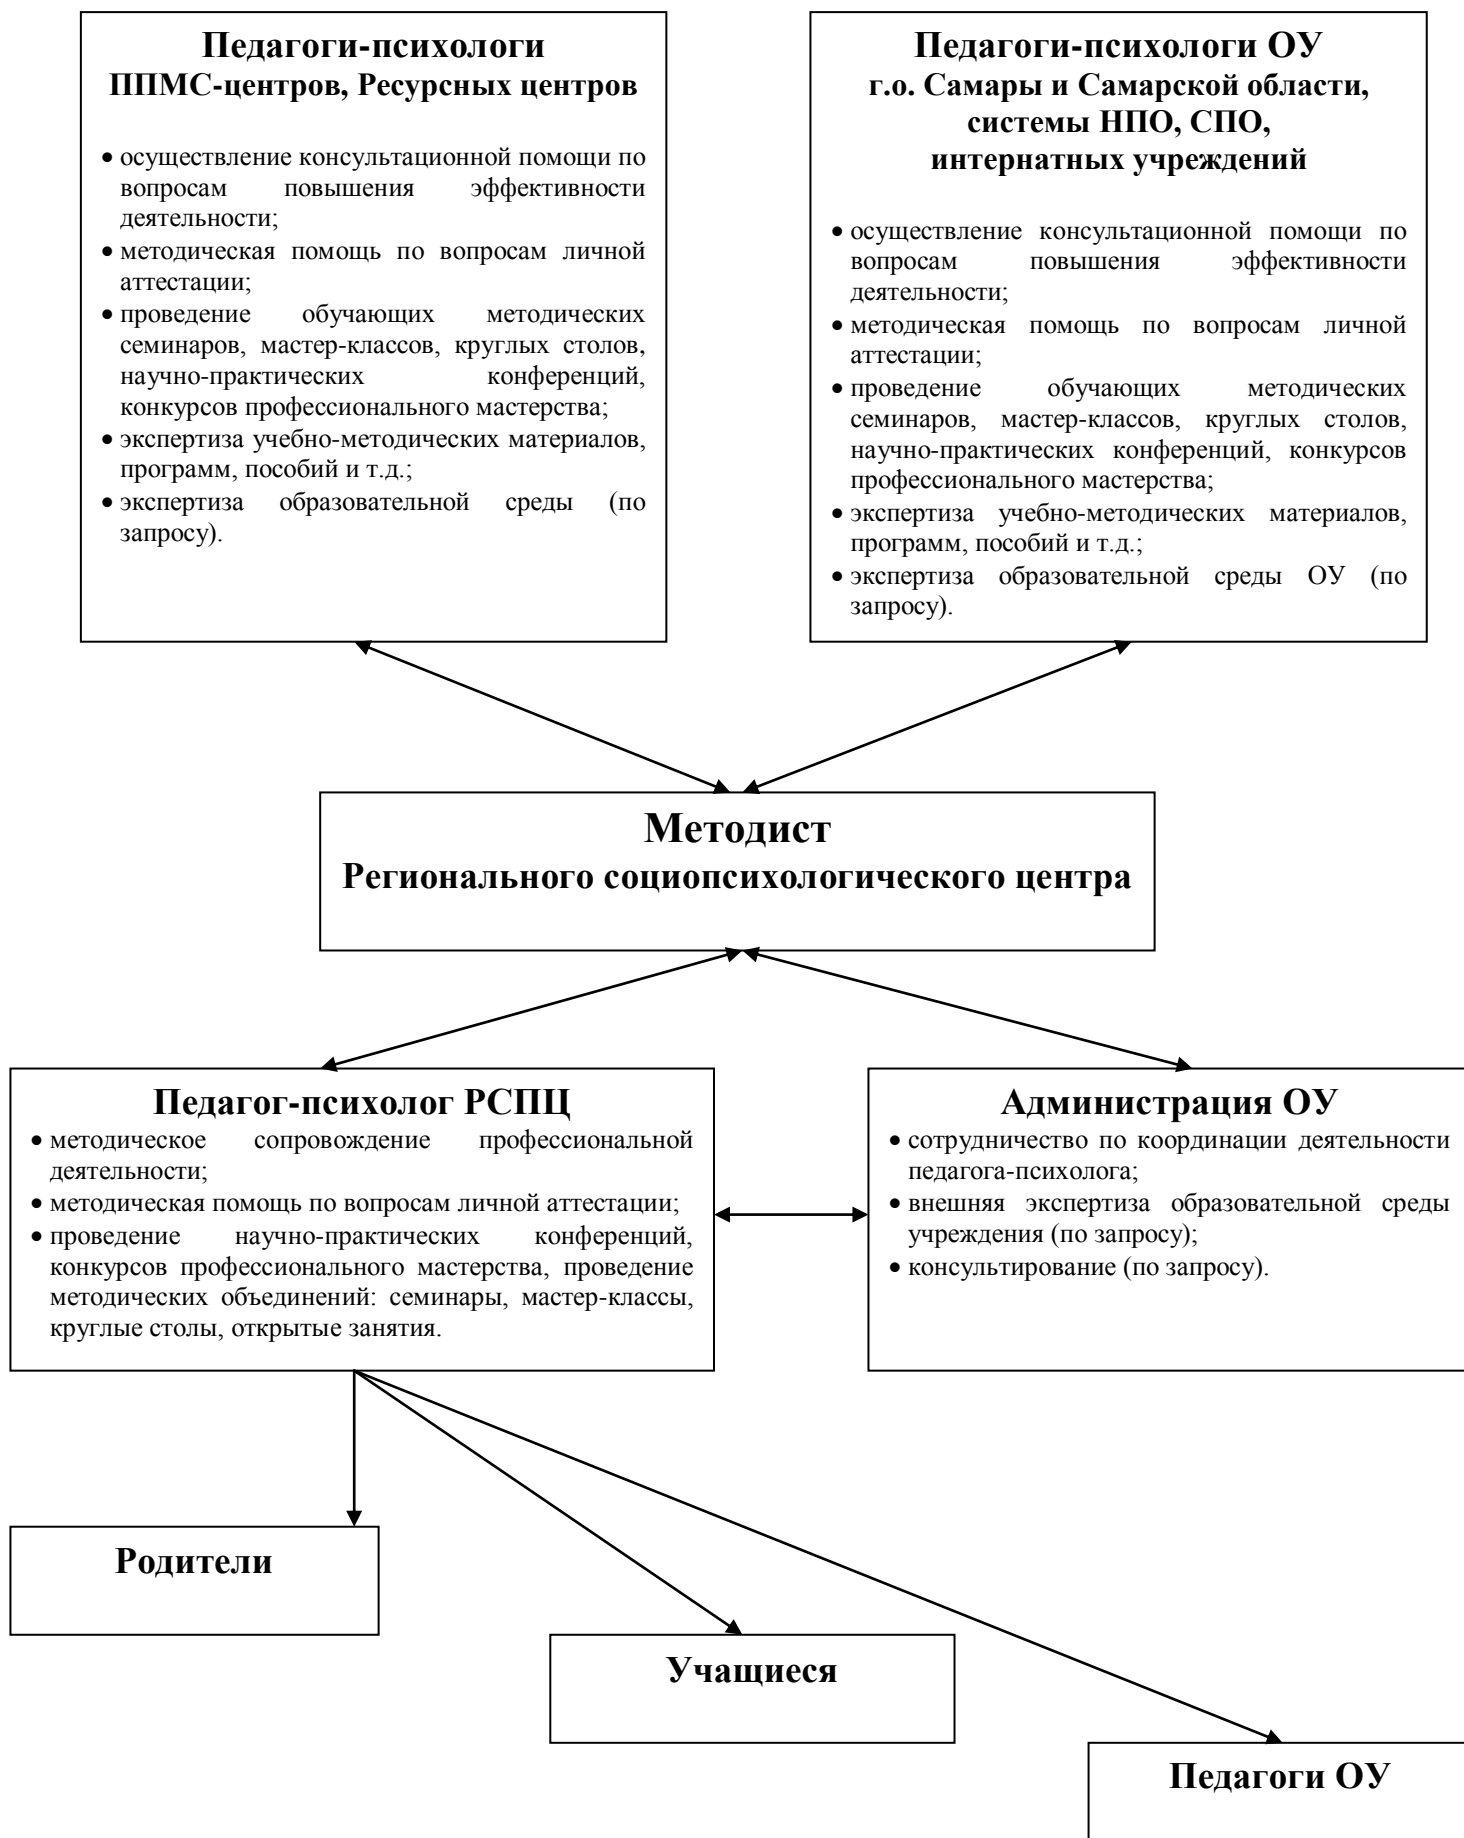 Педагоги-психологи
ППМС-центров, Ресурсных центров
• осуществление консультационной помощи по
вопросам повышения эффективности
деятельности;
• методическая помощь по вопросам личной
аттестации;
• проведение обучающих методических
семинаров, мастер-классов, круглых столов,
научно-практических конференций,
конкурсов профессионального мастерства;
• экспертиза учебно-методических материалов,
программ, пособий и т.д.;
• экспертиза образовательной среды (по
запросу).
Педагоги-психологи ОУ
г.о. Самары и Самарской области,
системы НПО, СПО,
интернатных учреждений
• осуществление консультационной помощи по
вопросам повышения эффективности
деятельности;
• методическая помощь по вопросам личной
аттестации;
• проведение обучающих методических
семинаров, мастер-классов, круглых столов,
научно-практических конференций, конкурсов
профессионального мастерства;
• экспертиза учебно-методических материалов,
программ, пособий и т.д.;
• экспертиза образовательной среды ОУ (по
запросу).
Методист
Регионального социопсихологического центра
Педагог-психолог РСПЦ
• методическое сопровождение профессиональной
деятельности;
• методическая помощь по вопросам личной аттестации;
• проведение научно-практических конференций,
конкурсов профессионального мастерства, проведение
методических объединений: семинары, мастер-классы,
круглые столы, открытые занятия.
Администрация ОУ
• сотрудничество по координации деятельности
педагога-психолога;
• внешняя экспертиза образовательной среды
учреждения (по запросу);
• консультирование (по запросу).
Родители
Учащиеся
Педагоги ОУ